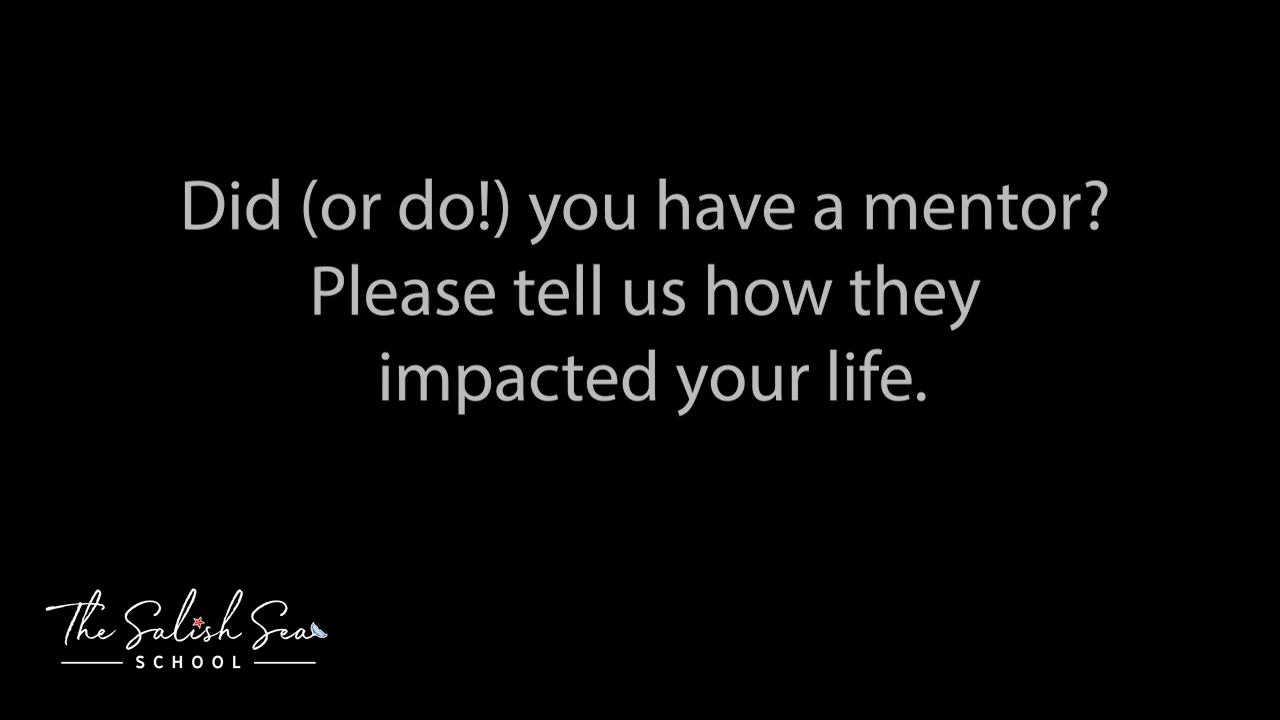 Did (or do!) you have a mentor?
Please tell us how they
impacted your life.
The Salish Sea
SCHOOL